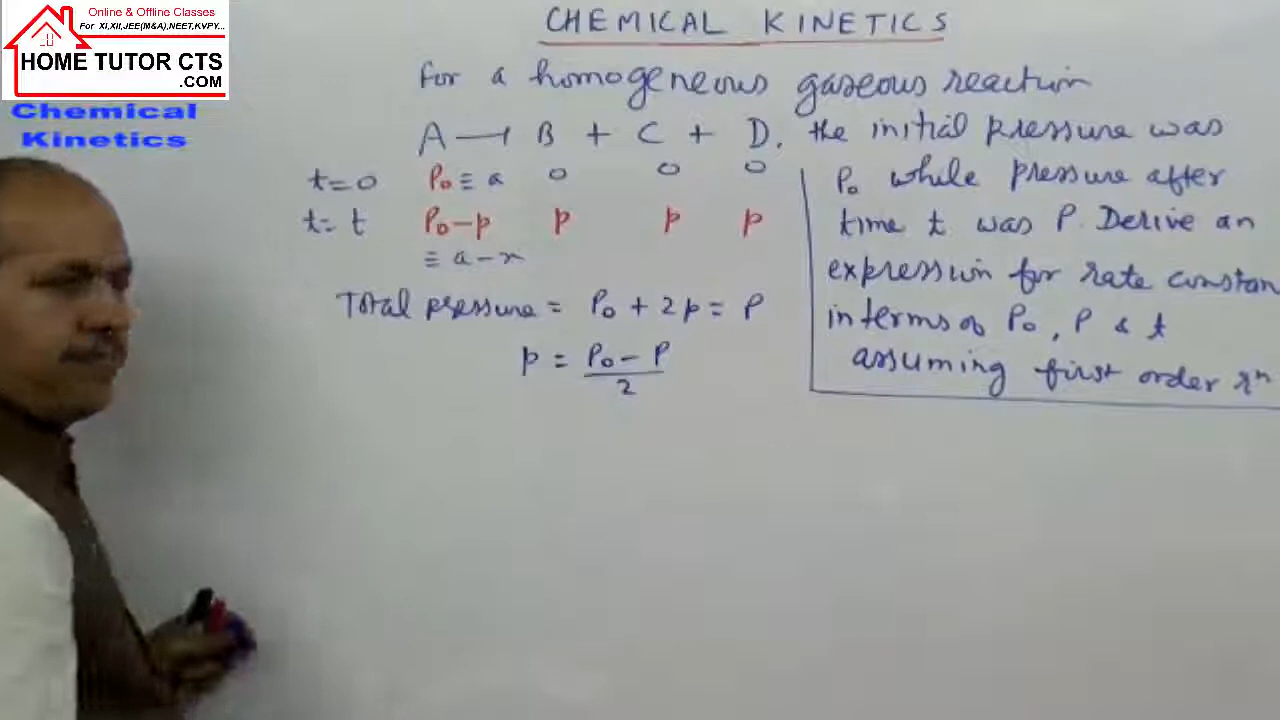 Online & Offline Classes
For XI,XII,JEE(M&A),NEET,KVPY...
HOME TUTOR CTS
.COM
Chemical
Kinetics
CHEMICAL KINETICS
For a homogeneous gaseous reaction
A → B + C + D. the initial pressure was
t=0 P₀ ≡ a 0 0 0
t=t P₀-p p p p
≡ a-x
Total pressure = P₀ + 2p = P
p = P₀ - P / 2
P₀ while pressure after
time t was P. Derive an
expression for rate constan
in terms of P₀, P & t
assuming first order rⁿ